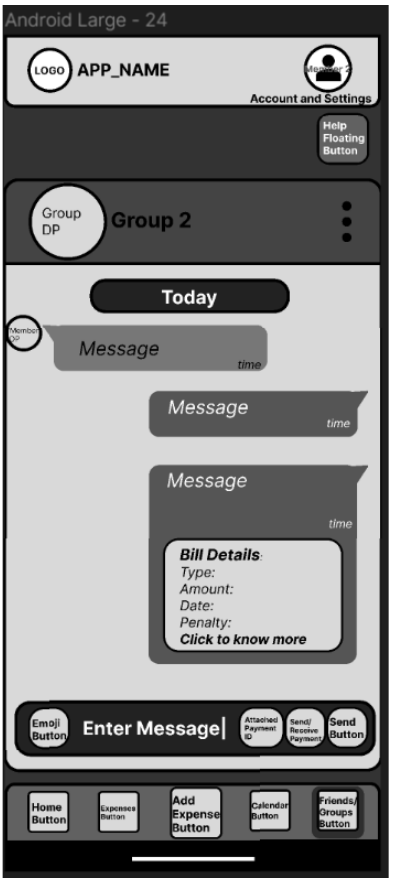 Android Large - 24
LOGO
APP_NAME
Member 2
Account and Settings
Help
Floating
Button
Group
DP
Group 2
Today
Member
DP
Message
time
Message
time
Message
time
Bill Details:
Type:
Amount:
Date:
Penalty:
Click to know more
Emoji
Button
Enter Message|
Attached
Payment
ID
Send/
Receive
Payment
Send
Button
Home
Button
Expenses
Button
Add
Expense
Button
Calendar
Button
Friends/
Groups
Button